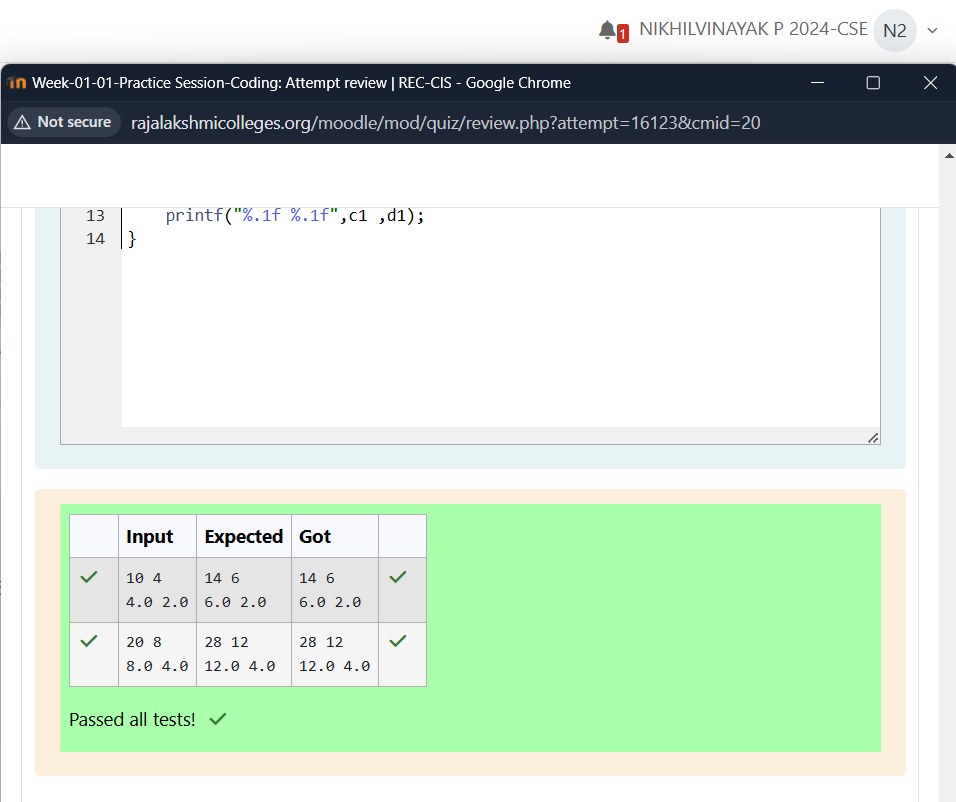 1 NIKHILVINAYAK P 2024-CSE N2
Week-01-01-Practice Session-Coding: Attempt review | REC-CIS - Google Chrome
Not secure rajalakshmicolleges.org/moodle/mod/quiz/review.php?attempt=16123&cmid=20
13 printf("%.1f %.1f",c1 ,d1);
14 }
Input Expected Got
10 4 14 6 14 6
4.0 2.0 6.0 2.0 6.0 2.0
20 8 28 12 28 12
8.0 4.0 12.0 4.0 12.0 4.0
Passed all tests!